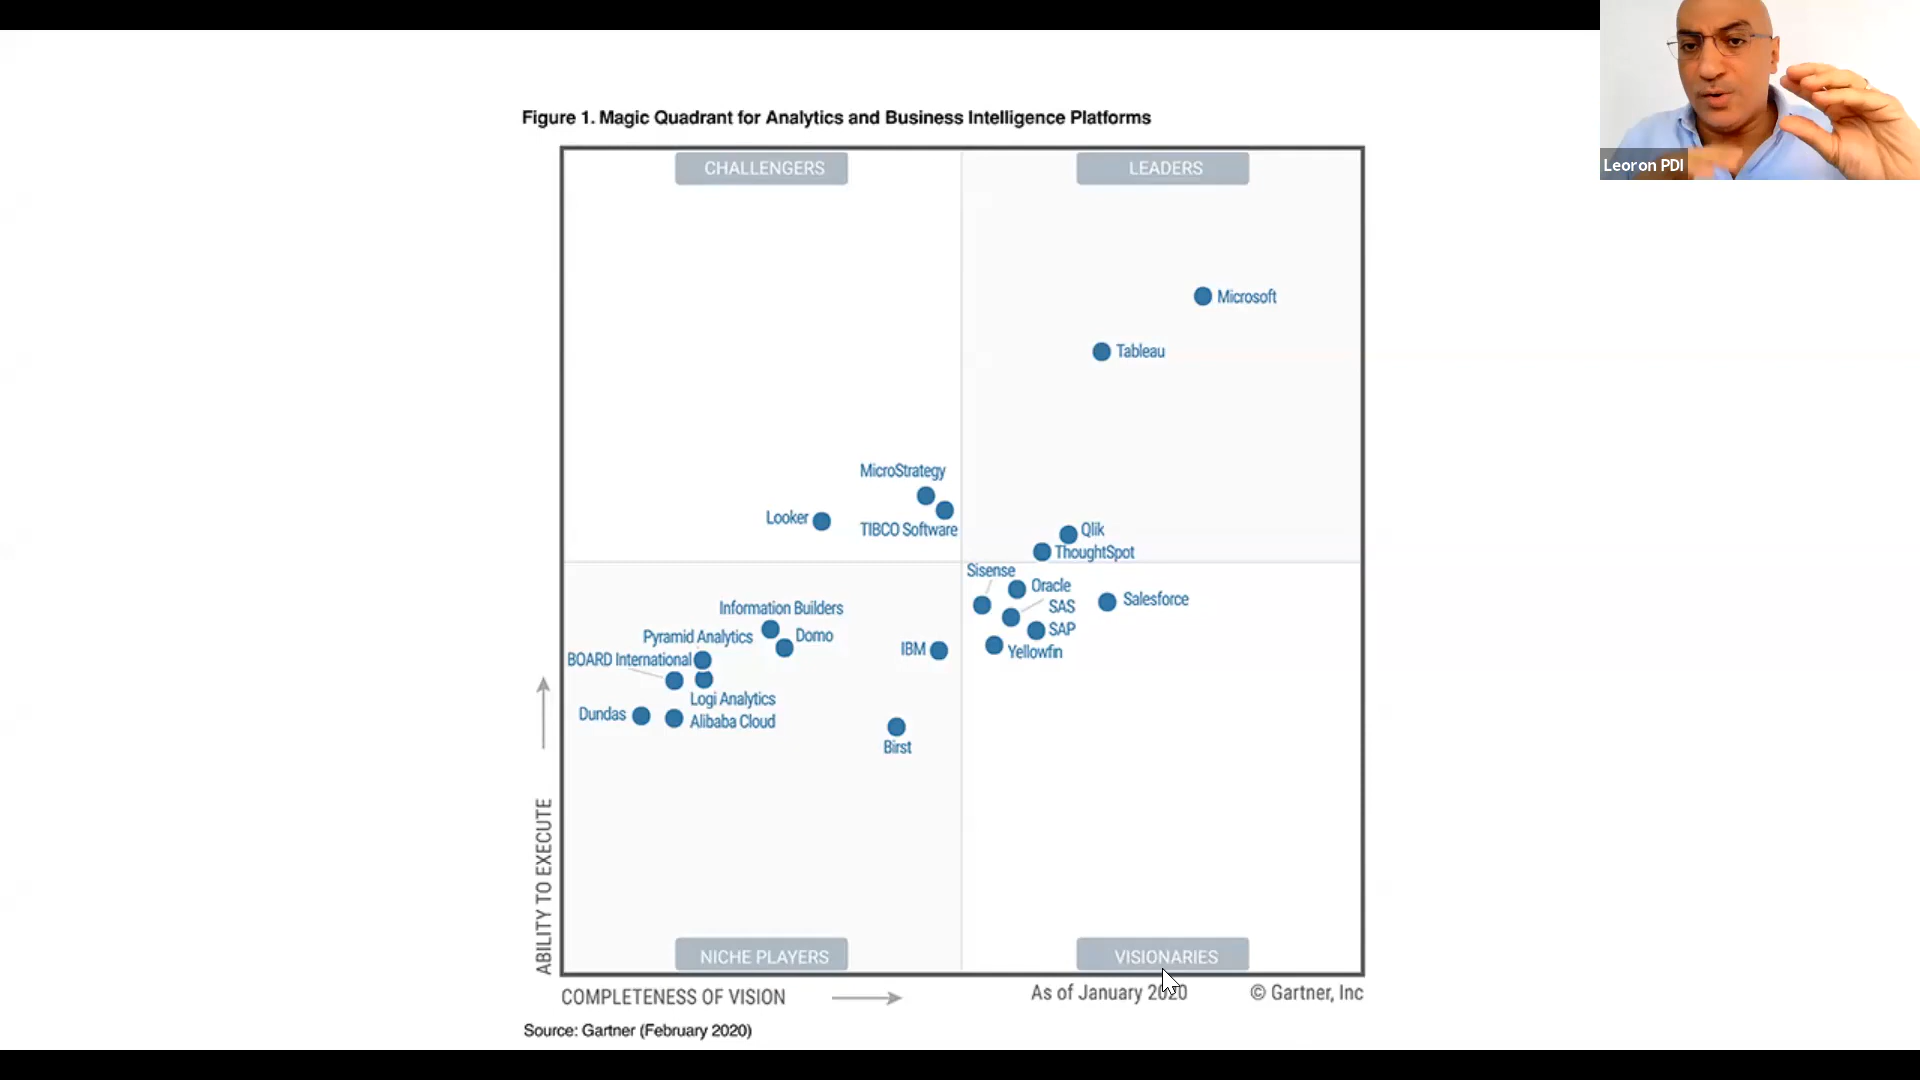 Leoron PDI
Figure 1. Magic Quadrant for Analytics and Business Intelligence Platforms
CHALLENGERS
LEADERS
Microsoft
Tableau
MicroStrategy
Looker
TIBCO Software
Qlik
ThoughtSpot
Sisense
Oracle
SAS
Salesforce
SAP
Yellowfin
Information Builders
Pyramid Analytics
Domo
BOARD International
IBM
Logi Analytics
Dundas
Alibaba Cloud
Birst
ABILITY TO EXECUTE
NICHE PLAYERS
VISIONARIES
COMPLETENESS OF VISION
As of January 2020
© Gartner, Inc
Source: Gartner (February 2020)